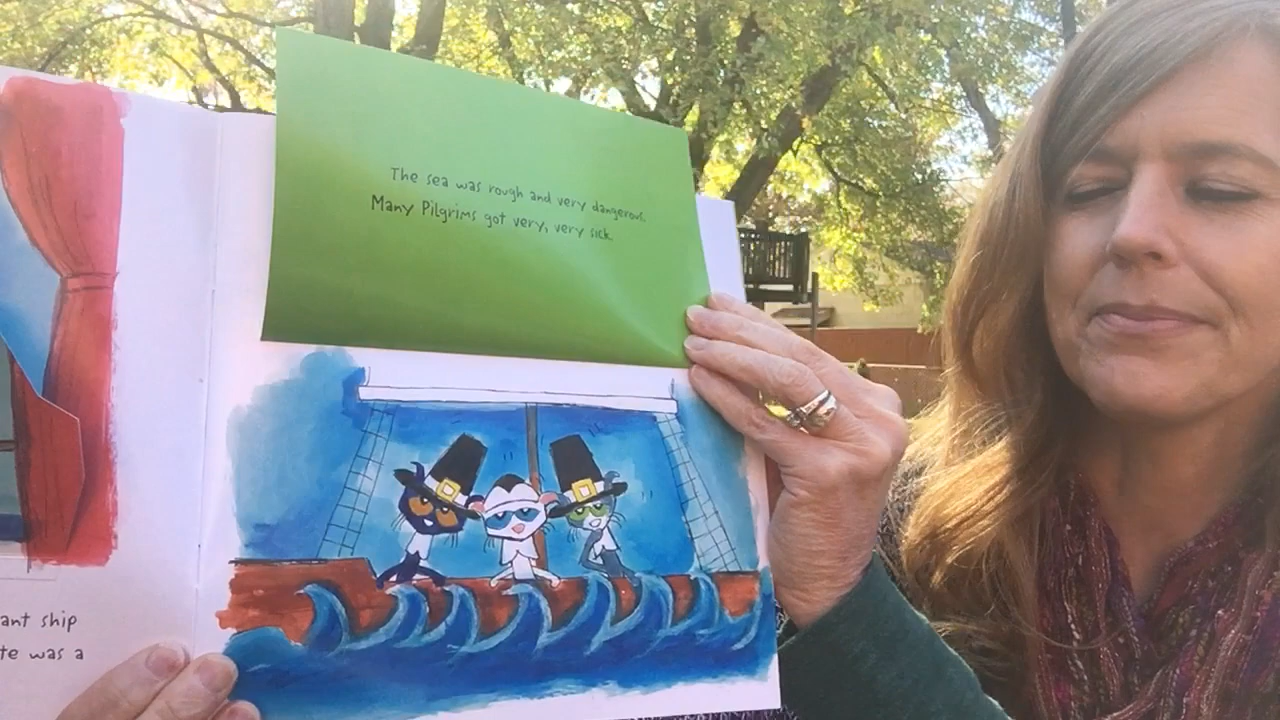 The sea was rough and very dangerous.
Many Pilgrims got very, very sick.
ant ship
te was a